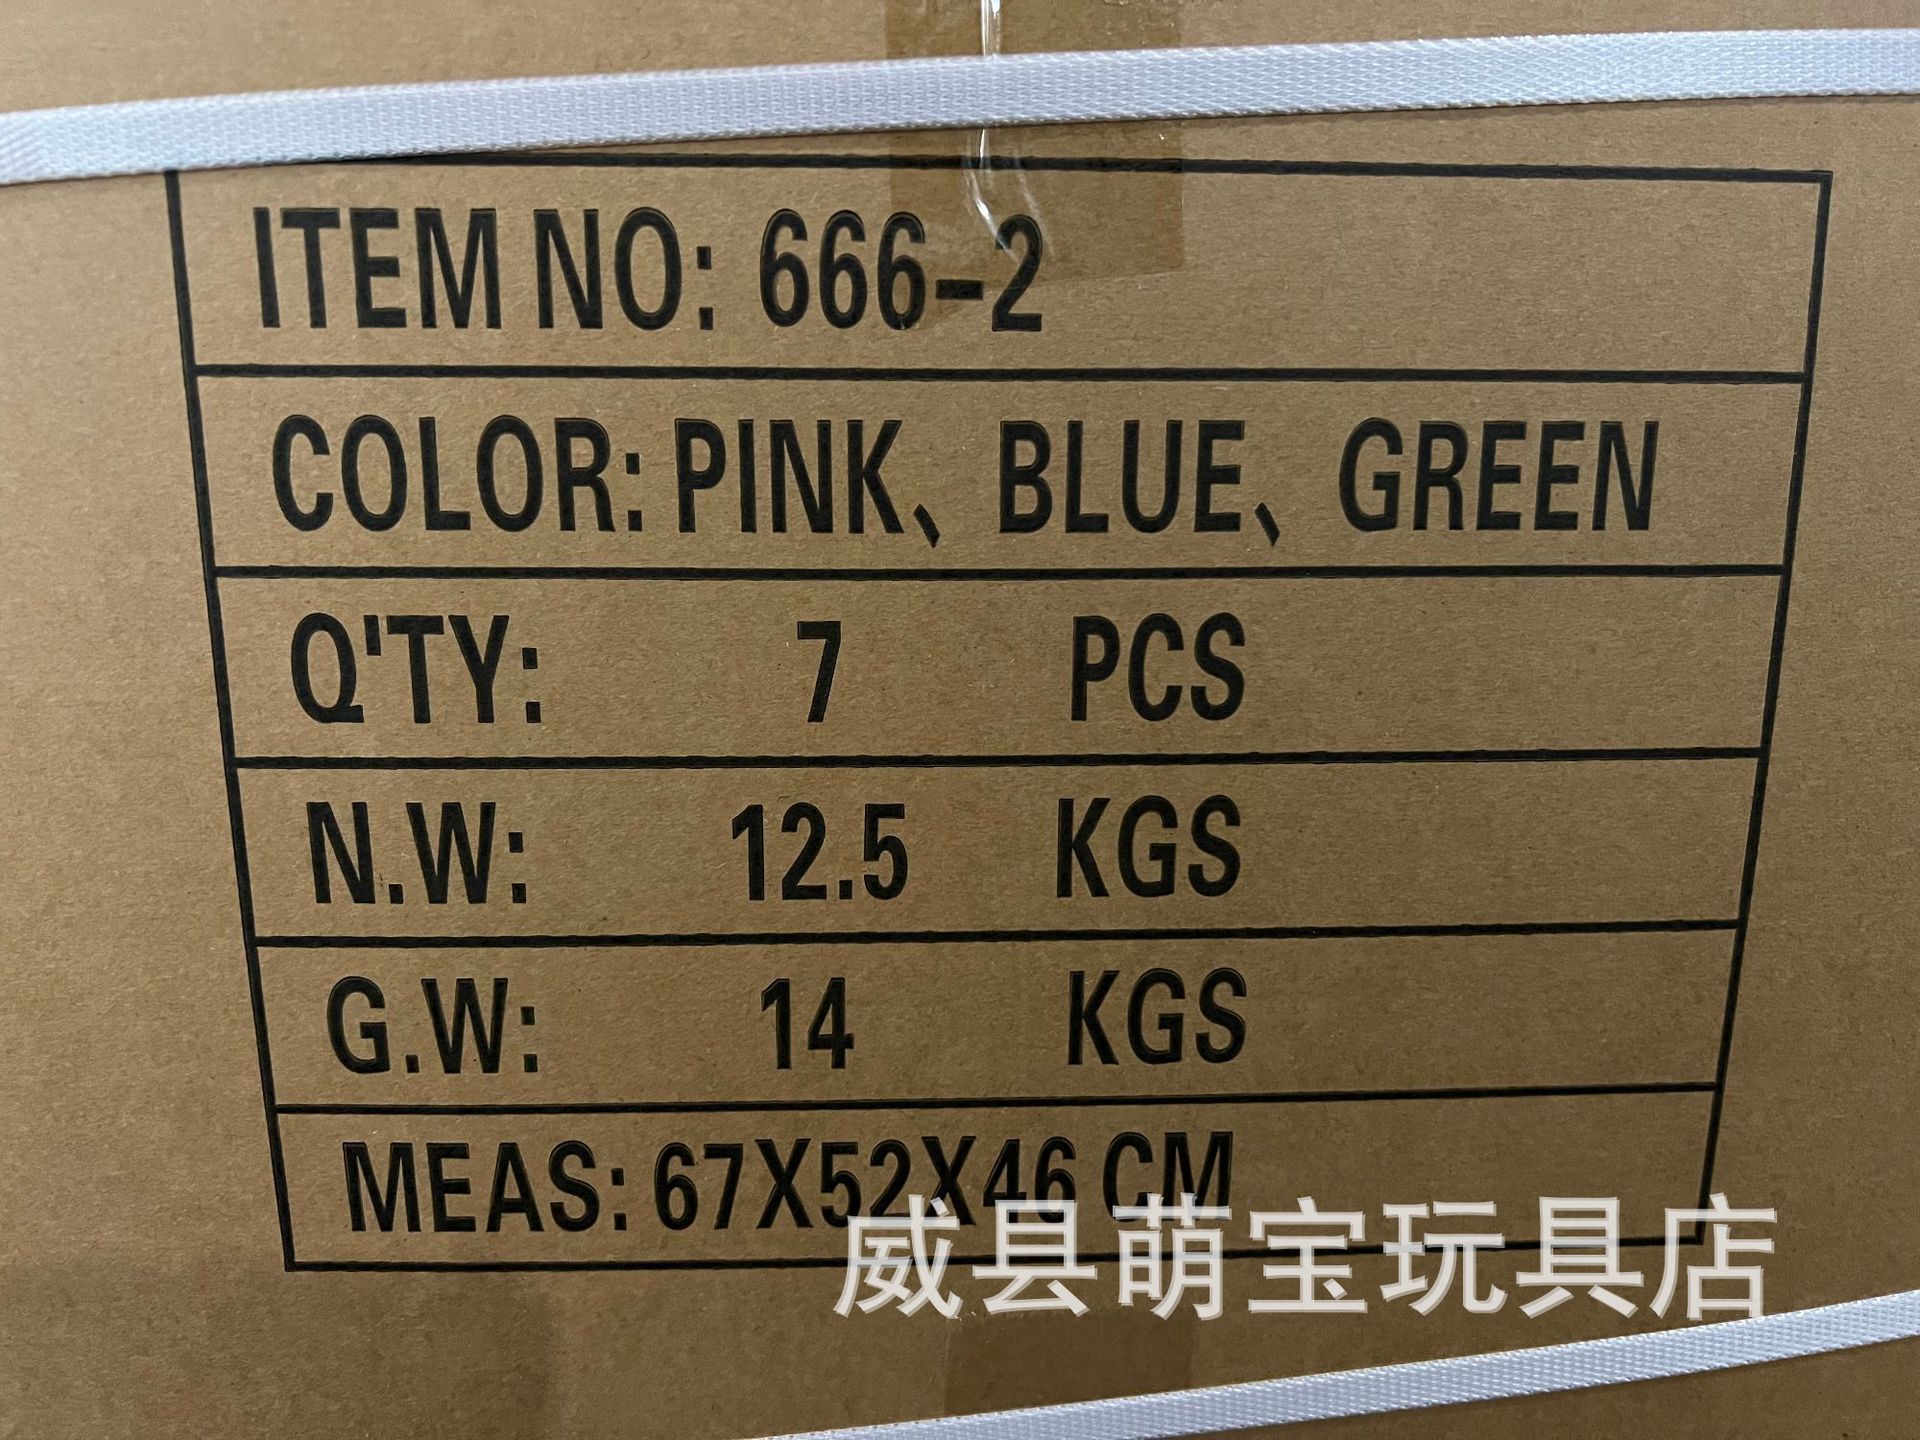 ITEM NO: 666-2
COLOR: PINK、BLUE、GREEN
Q'TY: 7 PCS
N.W: 12.5 KGS
G.W: 14 KGS
MEAS: 67X52X46 CM
威县萌宝玩具店